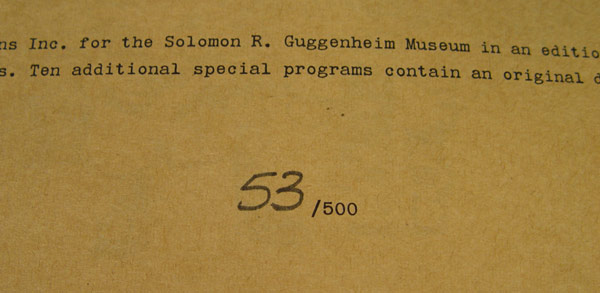 ns Inc. for the Solomon R. Guggenheim Museum in an editio
s. Ten additional special programs contain an original d
53/500